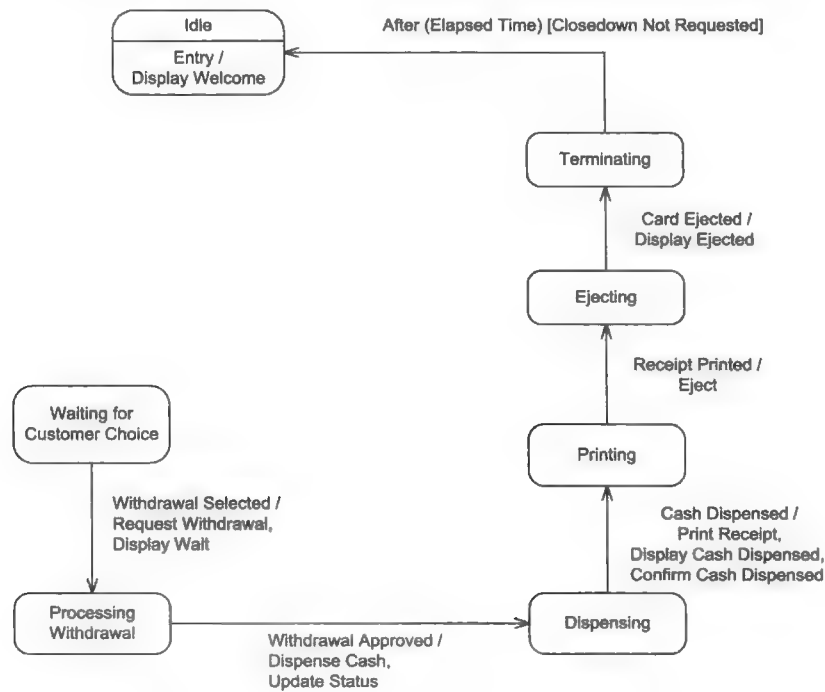 Idle
Entry /
Display Welcome
After (Elapsed Time) [Closedown Not Requested]
Terminating
Card Ejected /
Display Ejected
Ejecting
Receipt Printed /
Eject
Waiting for
Customer Choice
Printing
Withdrawal Selected /
Request Withdrawal,
Display Wait
Cash Dispensed /
Print Receipt,
Display Cash Dispensed,
Confirm Cash Dispensed
Processing
Withdrawal
Dispensing
Withdrawal Approved /
Dispense Cash,
Update Status